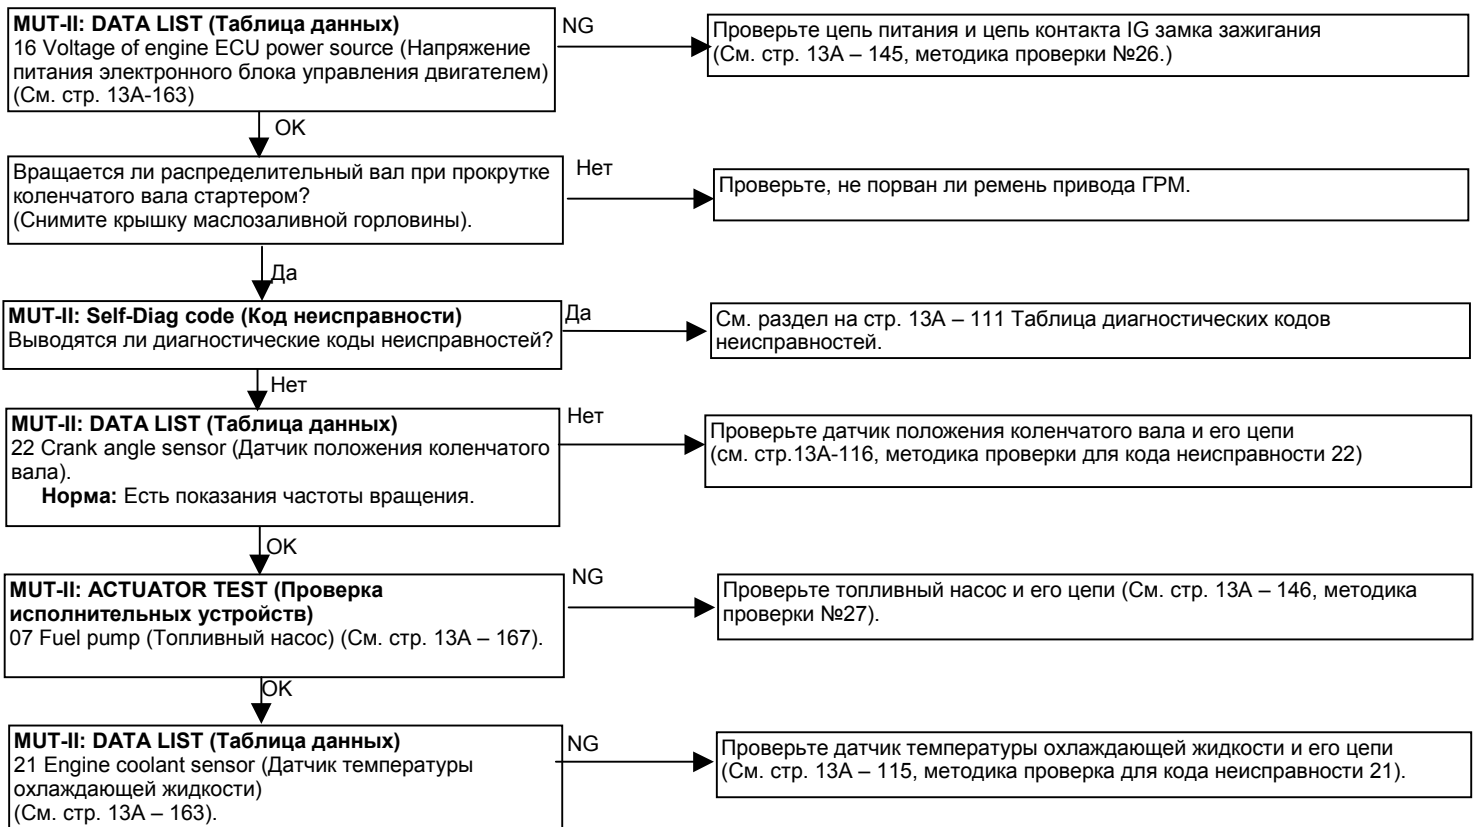 MUT-II: DATA LIST (Таблица данных)
16 Voltage of engine ECU power source (Напряжение
питания электронного блока управления двигателем)
(См. стр. 13А-163)
NG
Проверьте цепь питания и цепь контакта IG замка зажигания
(См. стр. 13А – 145, методика проверки №26.)
OK
Вращается ли распределительный вал при прокрутке
коленчатого вала стартером?
(Снимите крышку маслозаливной горловины).
Нет
Проверьте, не порван ли ремень привода ГРМ.
Да
MUT-II: Self-Diag code (Код неисправности)
Выводятся ли диагностические коды неисправностей?
Да
См. раздел на стр. 13А – 111 Таблица диагностических кодов
неисправностей.
Нет
MUT-II: DATA LIST (Таблица данных)
22 Crank angle sensor (Датчик положения коленчатого
вала).
Норма: Есть показания частоты вращения.
Нет
Проверьте датчик положения коленчатого вала и его цепи
(см. стр.13А-116, методика проверки для кода неисправности 22)
OK
MUT-II: ACTUATOR TEST (Проверка
исполнительных устройств)
07 Fuel pump (Топливный насос) (См. стр. 13А – 167).
NG
Проверьте топливный насос и его цепи (См. стр. 13А – 146, методика
проверки №27).
OK
MUT-II: DATA LIST (Таблица данных)
21 Engine coolant sensor (Датчик температуры
охлаждающей жидкости)
(См. стр. 13А – 163).
NG
Проверьте датчик температуры охлаждающей жидкости и его цепи
(См. стр. 13А – 115, методика проверка для кода неисправности 21).